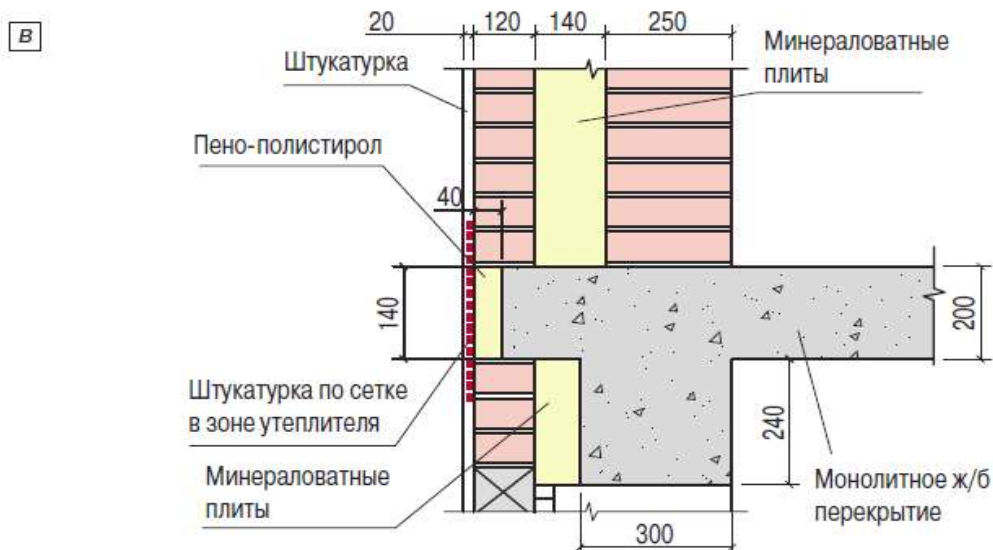 в
20 120 140 250
Штукатурка
Минераловатные
плиты
Пено-полистирол
40
140
200
Штукатурка по сетке
в зоне утеплителя
240
Минераловатные
плиты
Монолитное ж/б
перекрытие
300